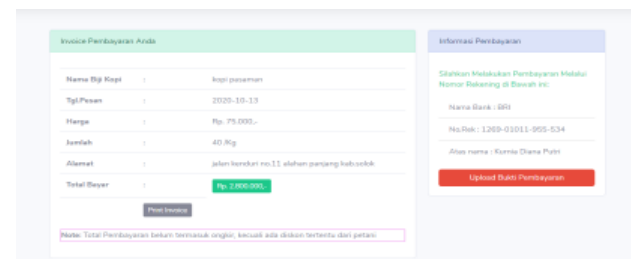 Invoice Pembayaran Anda
Nama Biji Kopi : kopi pasaman
Tgl.Pesan : 2020-10-13
Harga : Rp. 75.000,-
Jumlah : 40 /Kg
Alamat : jalan kenduri no.11 alahan panjang kab.solok
Total Bayar : Rp. 2.800.000,-
Print Invoice
Note: Total Pembayaran belum termasuk ongkir, kecuali ada diskon tertentu dari petani
Informasi Pembayaran
Silahkan Melakukan Pembayaran Melalui
Nomor Rekening di Bawah ini:
Nama Bank : BRI
No.Rek : 1269-01011-955-534
Atas nama : Kurnia Diana Putri
Upload Bukti Pembayaran